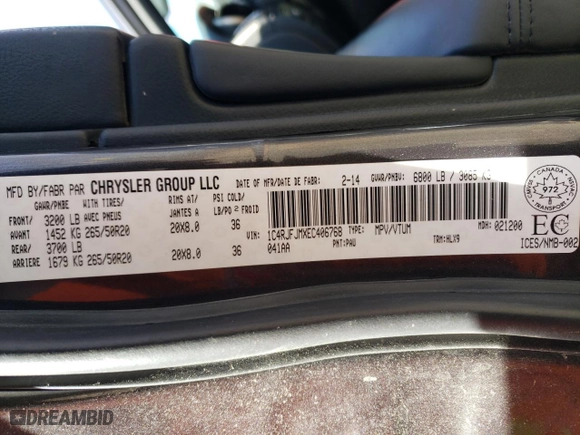 MFD BY/FABR PAR CHRYSLER GROUP LLC DATE OF MFR/DATE DE FABR: 2-14 GVWR/PNBV: 6800 LB / 3085 KG
GAWR/PNBE WITH TIRES/ RIMS AT/ PSI COLD/
FRONT/ 3200 LB AVEC PNEUS JANTES A LB/PO² FROID
AVANT 1452 KG 265/50R20 20X8.0 36
REAR/ 3700 LB
ARRIERE 1679 KG 265/50R20 20X8.0 36
1C4RJFJMXEC406768 TYPE: MPV/VTUM MDH: 021200
041AA PNT: PAU TRM: HLX9
CANADA
972
TRANSPORT
EC
ICES/NMB-002
DREAMBID